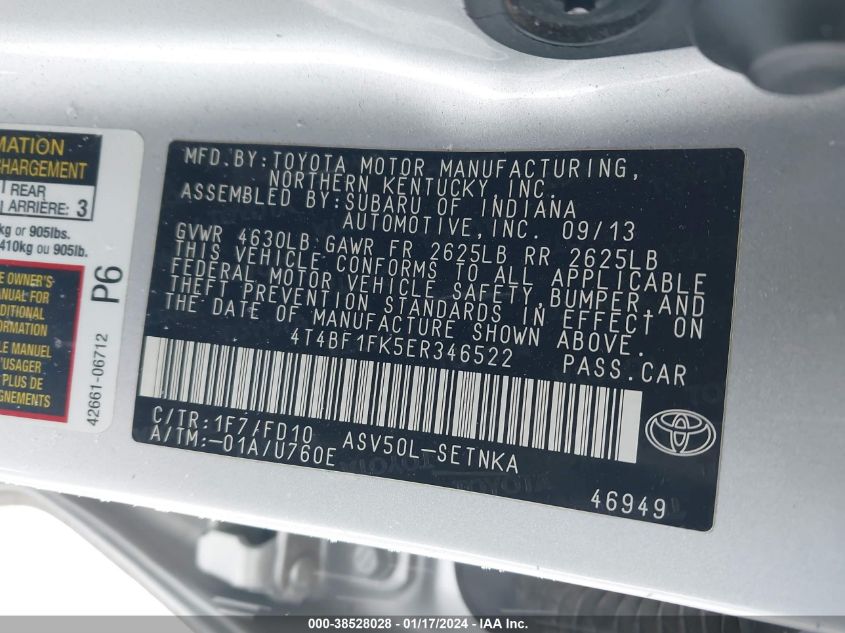 MATION
CHARGEMENT
REAR
ARRIÈRE: 3
kg or 905lbs.
410kg ou 905lb.
E OWNER'S
MANUAL FOR
DITIONAL
ORMATION
LE MANUEL
'USAGER
PLUS DE
SEIGNEMENTS
P6
42661-06712
MFD.BY:TOYOTA MOTOR MANUFACTURING,
NORTHERN KENTUCKY, INC.
ASSEMBLED BY:SUBARU OF INDIANA
AUTOMOTIVE,INC. 09/13
GVWR 4630LB GAWR FR 2625LB RR 2625LB
THIS VEHICLE CONFORMS TO ALL APPLICABLE
FEDERAL MOTOR VEHICLE SAFETY,BUMPER,AND
THEFT PREVENTION STANDARDS IN EFFECT ON
THE DATE OF MANUFACTURE SHOWN ABOVE.
4T4BF1FK5ER346522 PASS.CAR
C/TR:1F7/FD10 ASV50L-SETNKA
A/TM:-01A/U760E
46949
000-38528028 - 01/17/2024 - IAA Inc.